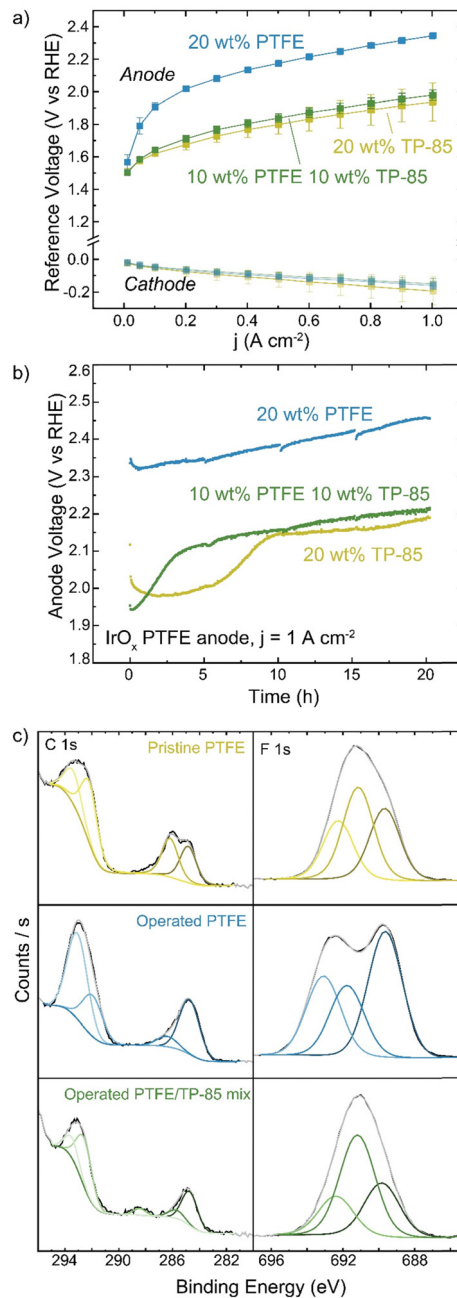 a)
20 wt% PTFE
Anode
20 wt% TP-85
10 wt% PTFE 10 wt% TP-85
Cathode
Reference Voltage (V vs RHE)
2.4
2.2
2.0
1.8
1.6
1.4
0.0
-0.2
0.0 0.2 0.4 0.6 0.8 1.0
j (A cm⁻²)
b)
20 wt% PTFE
10 wt% PTFE 10 wt% TP-85
20 wt% TP-85
IrOₓ PTFE anode, j = 1 A cm⁻²
Anode Voltage (V vs RHE)
2.6
2.5
2.4
2.3
2.2
2.1
2.0
1.9
1.8
0 5 10 15 20
Time (h)
c)
C 1s
F 1s
Pristine PTFE
Operated PTFE
Operated PTFE/TP-85 mix
Counts / s
294 290 286 282 696 692 688
Binding Energy (eV)